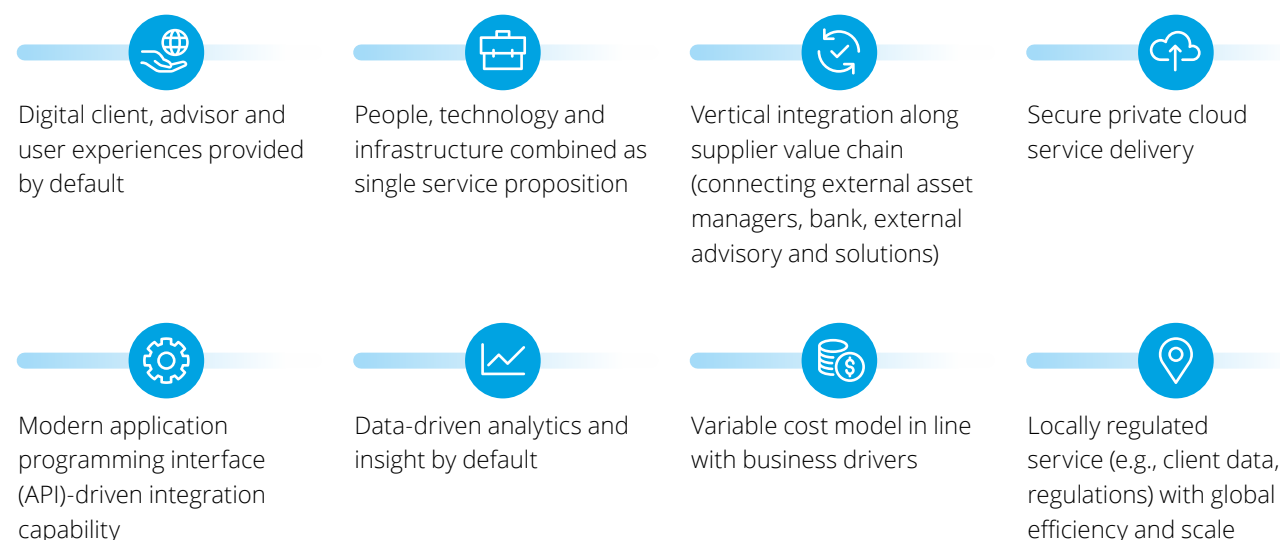 Digital client, advisor and
user experiences provided
by default
People, technology and
infrastructure combined as
single service proposition
Vertical integration along
supplier value chain
(connecting external asset
managers, bank, external
advisory and solutions)
Secure private cloud
service delivery
Modern application
programming interface
(API)-driven integration
capability
Data-driven analytics and
insight by default
$
Variable cost model in line
with business drivers
Locally regulated
service (e.g., client data,
regulations) with global
efficiency and scale